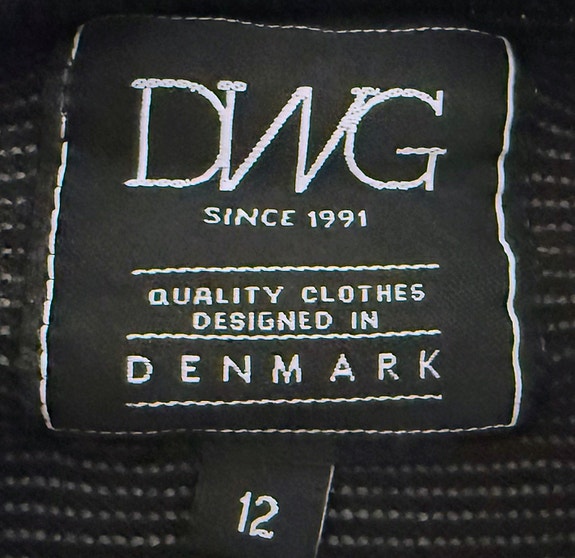 DWG
SINCE 1991
QUALITY CLOTHES
DESIGNED IN
DENMARK
12